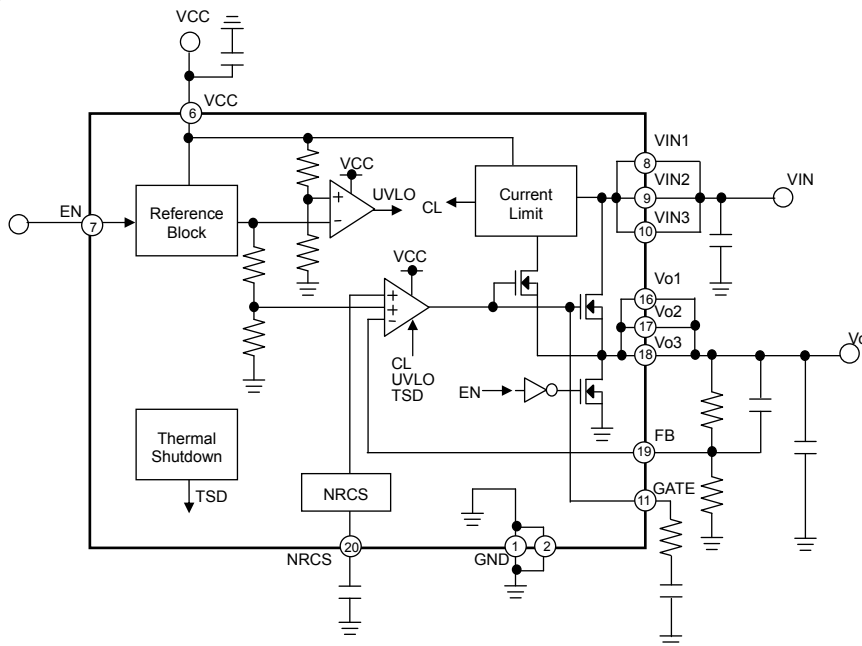 VCC
VCC
6
VIN1
8
VCC
UVLO
Current
Limit
VIN2
VIN
CL
9
EN
7
Reference
Block
VIN3
10
VCC
Vo1
16
Vo2
17
Vo3
18
Vo
CL
UVLO
TSD
EN
Thermal
Shutdown
FB
19
TSD
NRCS
GATE
11
NRCS
20
GND
1
2